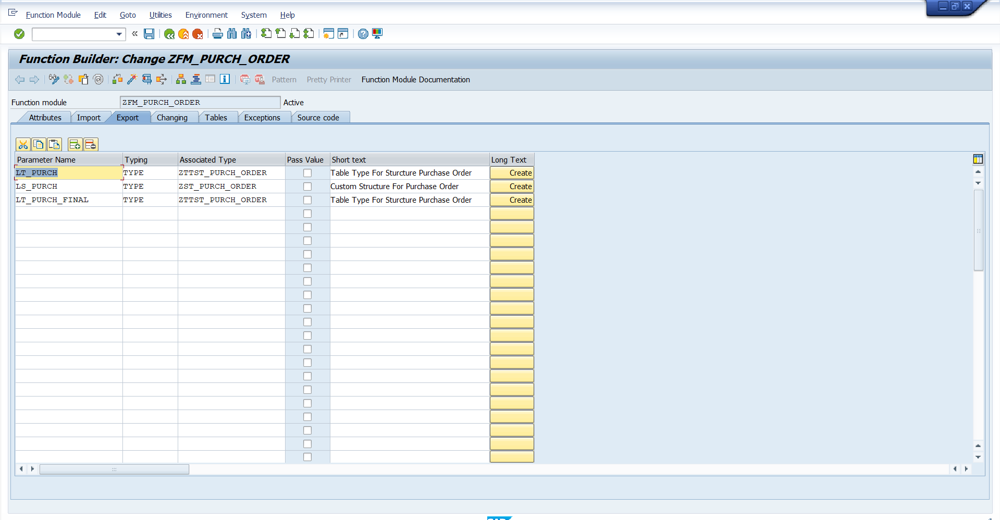 Function Module Edit Goto Utilities Environment System Help
Function Builder: Change ZFM_PURCH_ORDER
Pattern Pretty Printer Function Module Documentation
Function module ZFM_PURCH_ORDER Active
Attributes Import Export Changing Tables Exceptions Source code
Parameter Name Typing Associated Type Pass Value Short text Long Text
LT_PURCH TYPE ZTTST_PURCH_ORDER Table Type For Sturcture Purchase Order Create
LS_PURCH TYPE ZST_PURCH_ORDER Custom Structure For Purchase Order Create
LT_PURCH_FINAL TYPE ZTTST_PURCH_ORDER Table Type For Sturcture Purchase Order Create